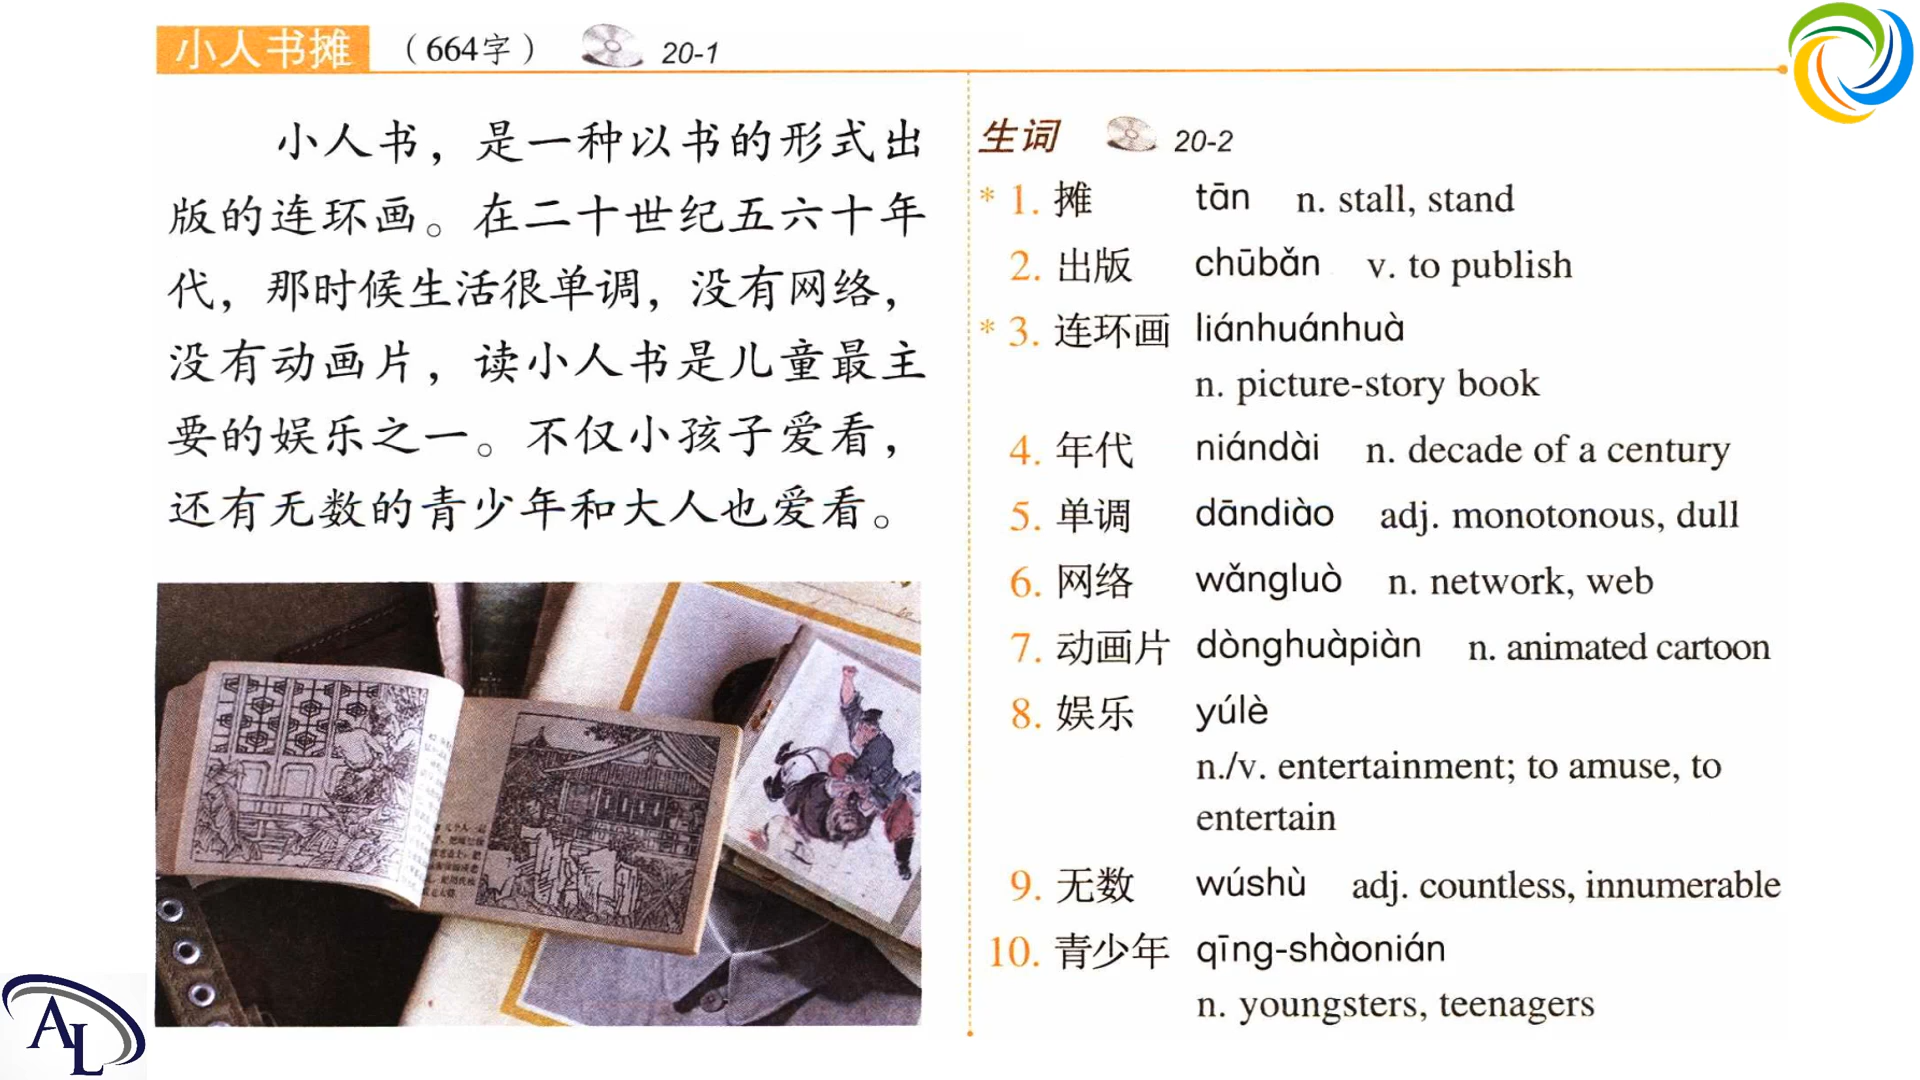 小人书摊 （664字） 20-1
小人书，是一种以书的形式出
版的连环画。在二十世纪五六十年
代，那时候生活很单调，没有网络，
没有动画片，读小人书是儿童最主
要的娱乐之一。不仅小孩子爱看，
还有无数的青少年和大人也爱看。
生词 20-2
* 1. 摊 tān n. stall, stand
2. 出版 chūbǎn v. to publish
* 3. 连环画 liánhuánhuà
n. picture-story book
4. 年代 niándài n. decade of a century
5. 单调 dāndiào adj. monotonous, dull
6. 网络 wǎngluò n. network, web
7. 动画片 dònghuàpiàn n. animated cartoon
8. 娱乐 yúlè
n./v. entertainment; to amuse, to
entertain
9. 无数 wúshù adj. countless, innumerable
10. 青少年 qīng-shàonián
n. youngsters, teenagers
AL